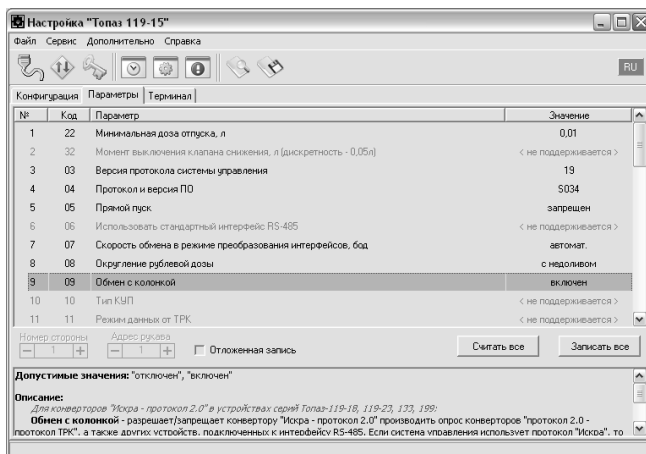 Настройка "Топаз 119-15"
Файл Сервис Дополнительно Справка
RU
Конфигурация Параметры Терминал
№ Код Параметр Значение
1 22 Минимальная доза отпуска, л 0,01
2 32 Момент выключения клапана снижения, л (дискретность - 0,05л) < не поддерживается >
3 03 Версия протокола системы управления 19
4 04 Протокол и версия ПО S034
5 05 Прямой пуск запрещен
6 06 Использовать стандартный интерфейс RS-485 < не поддерживается >
7 07 Скорость обмена в режиме преобразования интерфейсов, бод автомат.
8 08 Округление рублевой дозы с недоливом
9 09 Обмен с колонкой включен
10 10 Тип КУП < не поддерживается >
11 11 Режим данных от ТРК < не поддерживается >
Номер стороны Адрес рукава
1 1 Отложенная запись Считать все Записать все
Допустимые значения: "отключен", "включен"
Описание:
Для конверторов "Искра - протокол 2.0" в устройствах серий Топаз-119-18, 119-23, 133, 199:
Обмен с колонкой - разрешает/запрещает конвертору "Искра - протокол 2.0" производить опрос конверторов "протокол 2.0 -
протокол ТРК", а также других устройств, подключенных к интерфейсу RS-485. Если система управления использует протокол "Искра", то